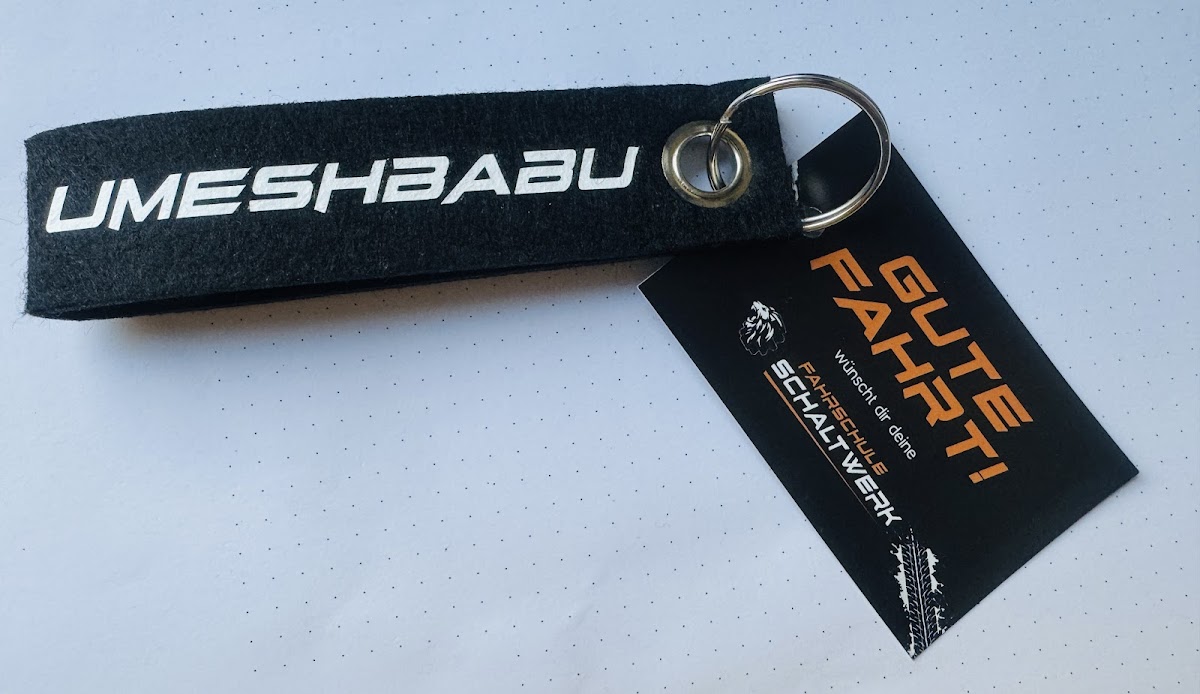 UMESHBABU
GUTE
FAHRT!
wünscht dir deine
FAHRSCHULE
SCHALTWERK